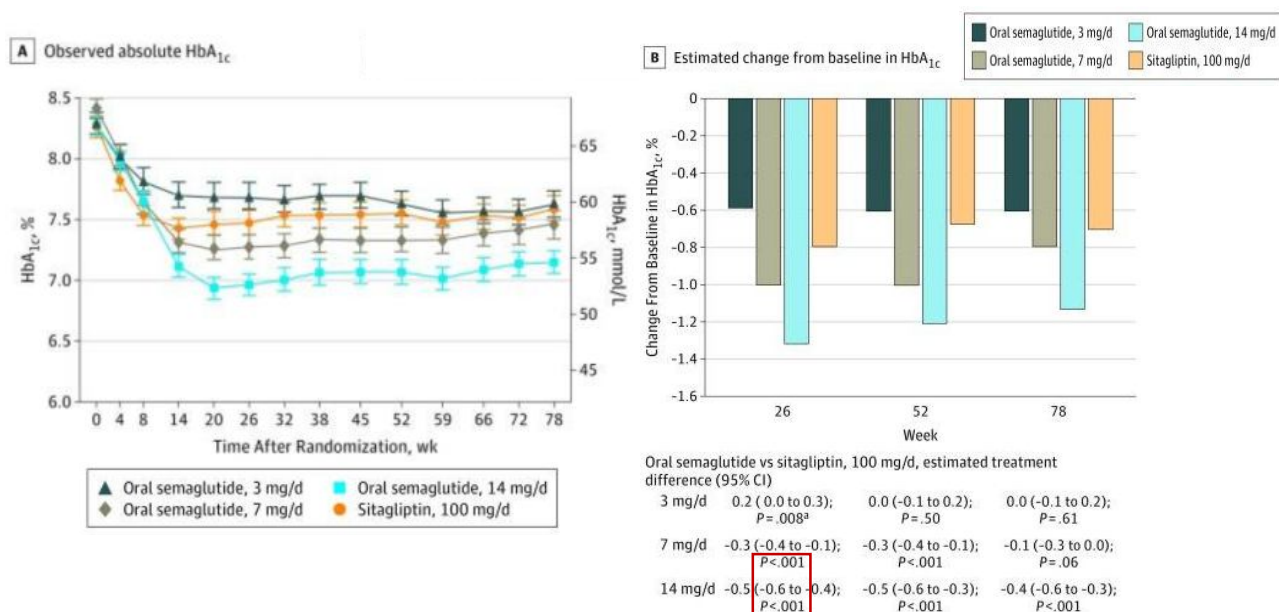 A Observed absolute HbA1c
8.5
8.0
7.5
7.0
6.5
6.0
HbA1c, %
65
60
55
50
45
HbA1c, mmol/L
0 4 8 14 20 26 32 38 45 52 59 66 72 78
Time After Randomization, wk
Oral semaglutide, 3 mg/d
Oral semaglutide, 14 mg/d
Oral semaglutide, 7 mg/d
Sitagliptin, 100 mg/d
Oral semaglutide, 3 mg/d
Oral semaglutide, 14 mg/d
Oral semaglutide, 7 mg/d
Sitagliptin, 100 mg/d
B Estimated change from baseline in HbA1c
0
-0.2
-0.4
-0.6
-0.8
-1.0
-1.2
-1.4
-1.6
Change From Baseline in HbA1c, %
26 52 78
Week
Oral semaglutide vs sitagliptin, 100 mg/d, estimated treatment
difference (95% CI)
3 mg/d 0.2 ( 0.0 to 0.3); 0.0 (-0.1 to 0.2); 0.0 (-0.1 to 0.2);
P=.008a P=.50 P=.61
7 mg/d -0.3 (-0.4 to -0.1); -0.3 (-0.4 to -0.1); -0.1 (-0.3 to 0.0);
P<.001 P<.001 P=.06
14 mg/d -0.5 (-0.6 to -0.4); -0.5 (-0.6 to -0.3); -0.4 (-0.6 to -0.3);
P<.001 P<.001 P<.001